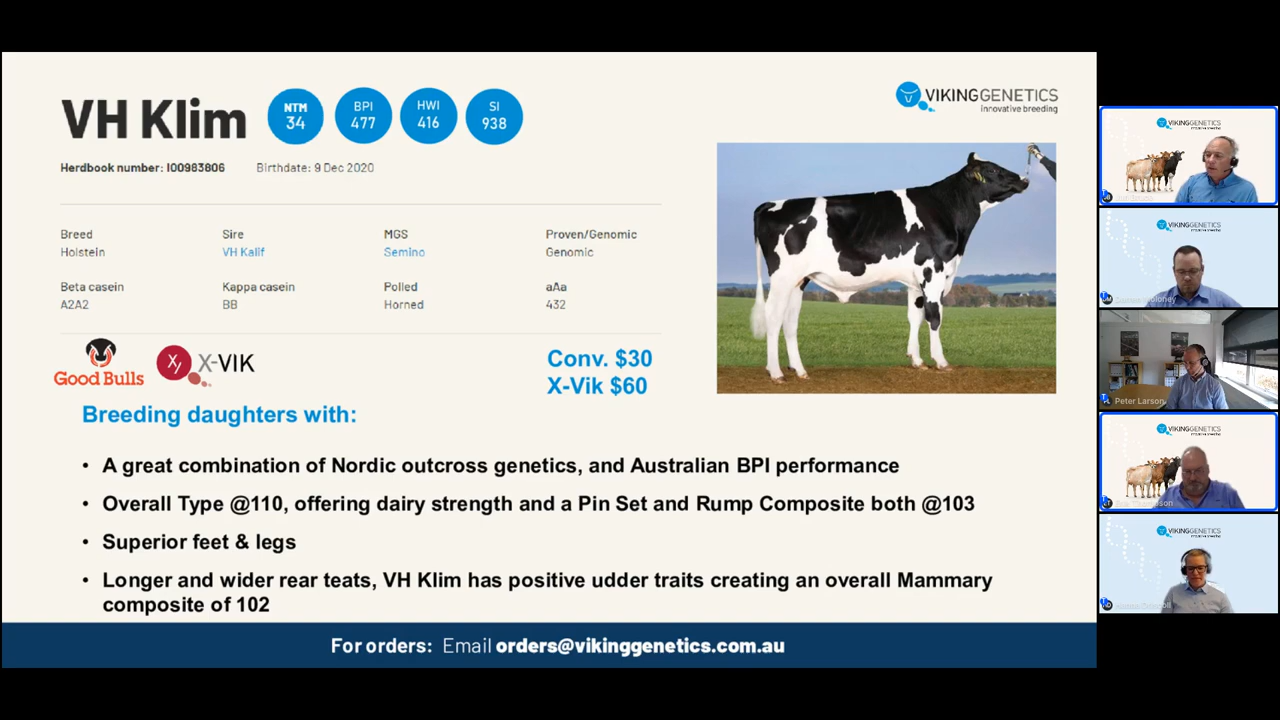 VH Klim
NTM
34
BPI
477
HWI
416
SI
938
VIKINGGENETICS
innovative breeding
Herdbook number: I00983806
Birthdate: 9 Dec 2020
Breed
Holstein
Sire
VH Kalif
MGS
Semino
Proven/Genomic
Genomic
Beta casein
A2A2
Kappa casein
BB
Polled
Horned
aAa
432
GOOD BULLS
Xy X-VIK
Conv. $30
X-Vik $60
Breeding daughters with:
• A great combination of Nordic outcross genetics, and Australian BPI performance
• Overall Type @110, offering dairy strength and a Pin Set and Rump Composite both @103
• Superior feet & legs
• Longer and wider rear teats, VH Klim has positive udder traits creating an overall Mammary
composite of 102
For orders: Email orders@vikinggenetics.com.au
VIKINGGENETICS
VIKINGGENETICS
Peter Larson
VIKINGGENETICS
VIKINGGENETICS